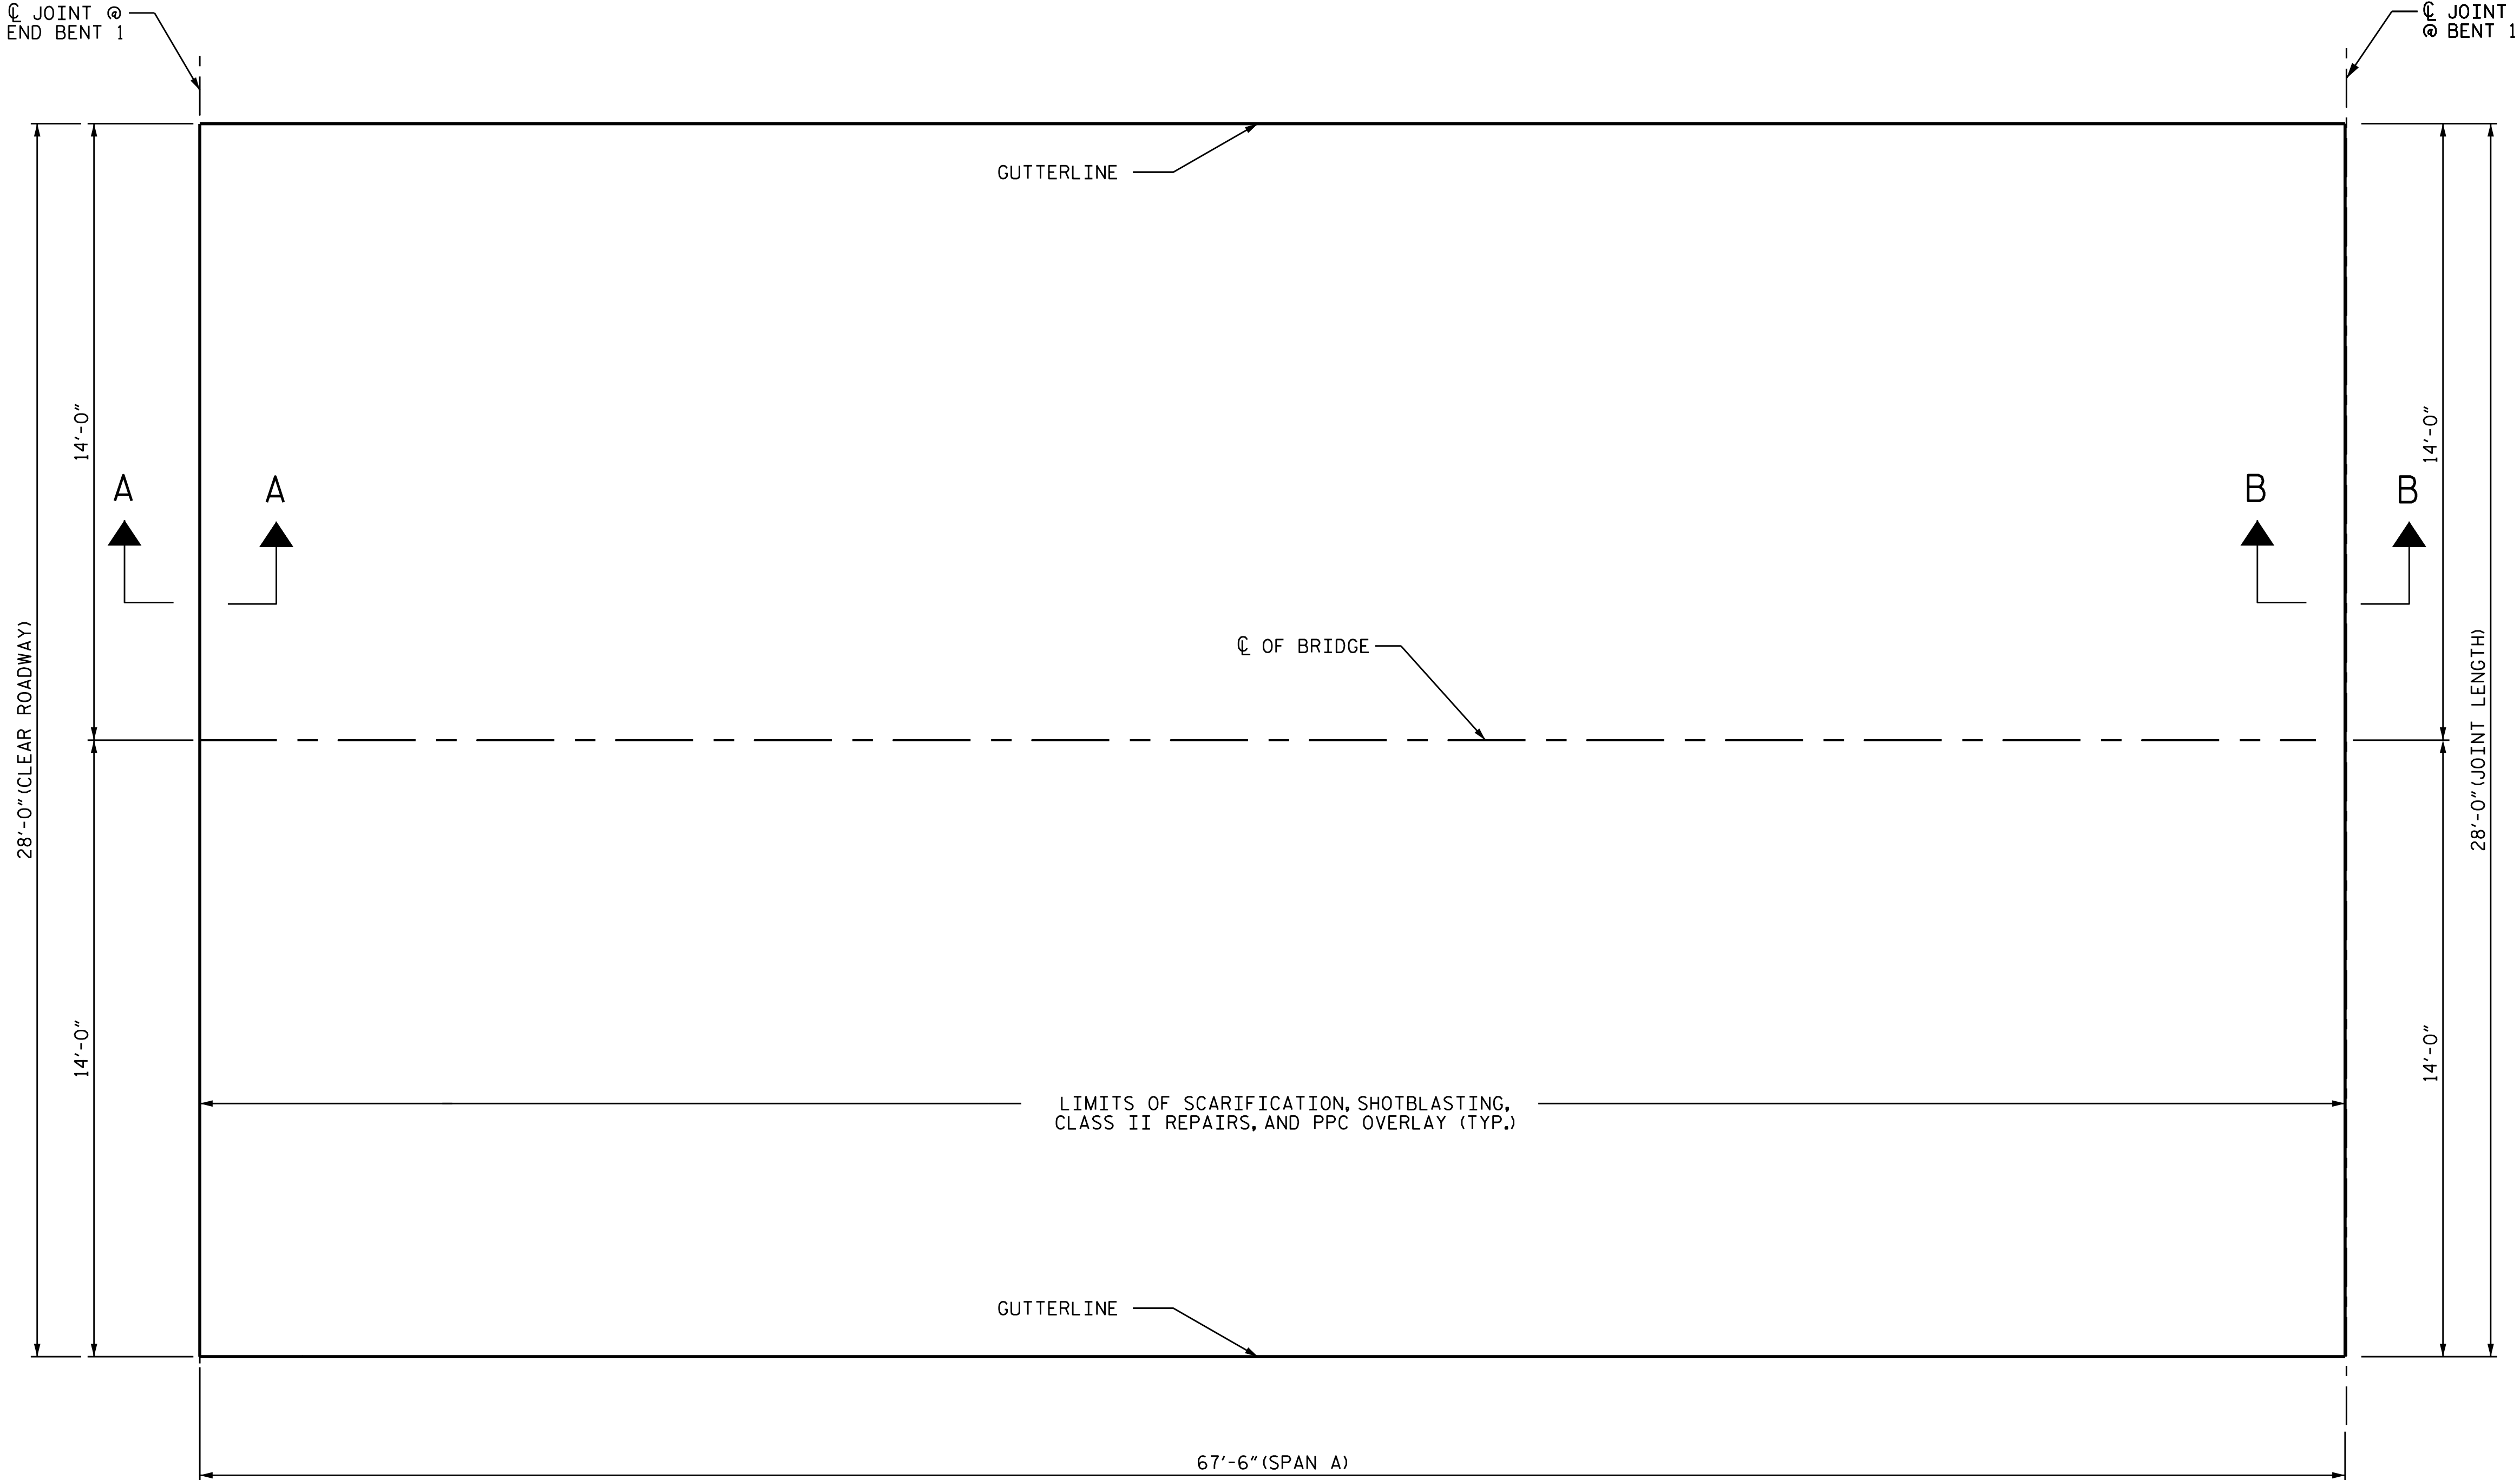 ℄ JOINT @
END BENT 1
℄ JOINT
@ BENT 1
GUTTERLINE
14'-0"
14'-0"
A
A
B
B
28'-0"(CLEAR ROADWAY)
℄ OF BRIDGE
28'-0"(JOINT LENGTH)
14'-0"
14'-0"
LIMITS OF SCARIFICATION, SHOTBLASTING,
CLASS II REPAIRS, AND PPC OVERLAY (TYP.)
GUTTERLINE
67'-6"(SPAN A)